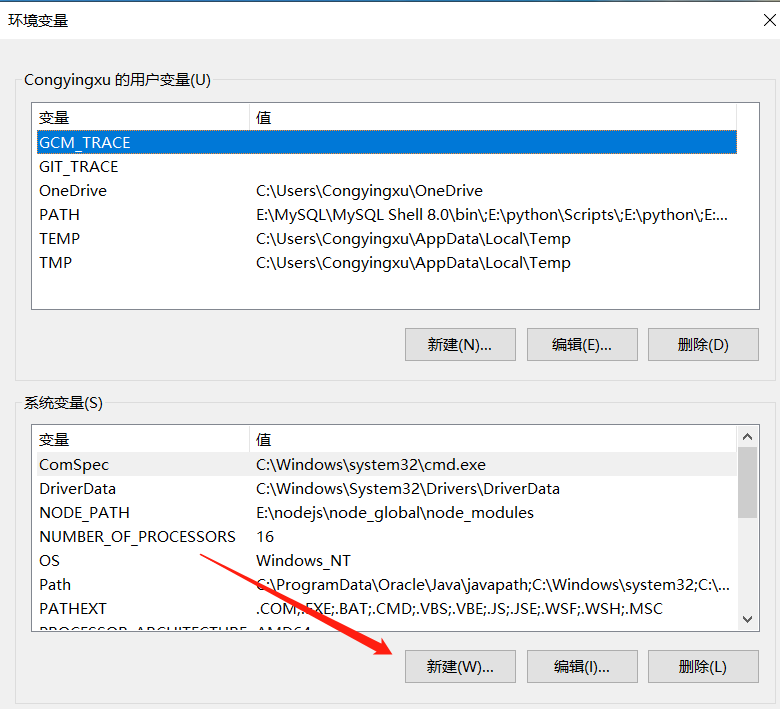 环境变量
Congyingxu 的用户变量(U)
变量 值
GCM_TRACE
GIT_TRACE
OneDrive C:\Users\Congyingxu\OneDrive
PATH E:\MySQL\MySQL Shell 8.0\bin\;E:\python\Scripts\;E:\python\;E:...
TEMP C:\Users\Congyingxu\AppData\Local\Temp
TMP C:\Users\Congyingxu\AppData\Local\Temp
新建(N)... 编辑(E)... 删除(D)
系统变量(S)
变量 值
ComSpec C:\Windows\system32\cmd.exe
DriverData C:\Windows\System32\Drivers\DriverData
NODE_PATH E:\nodejs\node_global\node_modules
NUMBER_OF_PROCESSORS 16
OS Windows_NT
Path C:\ProgramData\Oracle\Java\javapath;C:\Windows\system32;C:\...
PATHEXT .COM;.EXE;.BAT;.CMD;.VBS;.VBE;.JS;.JSE;.WSF;.WSH;.MSC
PROCESSOR_ARCHITECTURE AMD64
新建(W)... 编辑(I)... 删除(L)